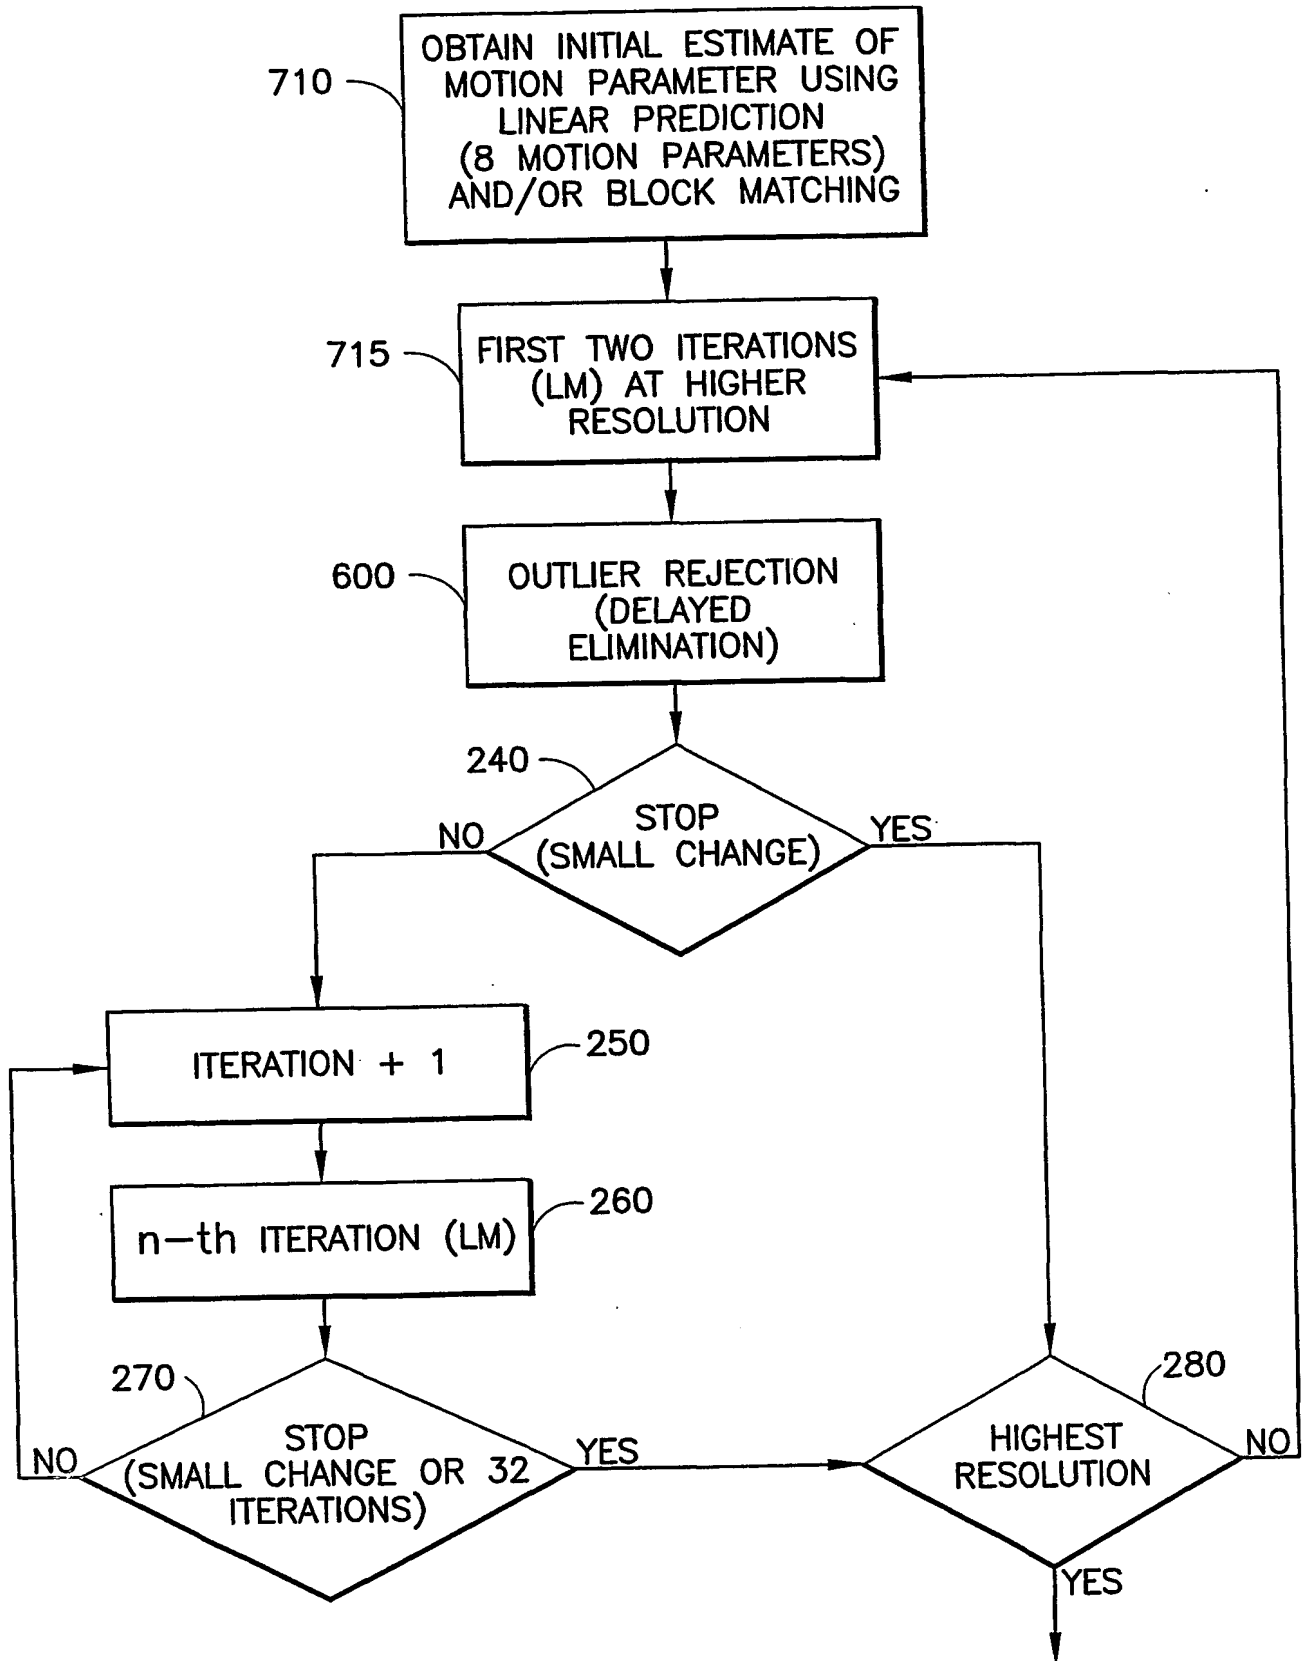 710
OBTAIN INITIAL ESTIMATE OF
MOTION PARAMETER USING
LINEAR PREDICTION
(8 MOTION PARAMETERS)
AND/OR BLOCK MATCHING
715
FIRST TWO ITERATIONS
(LM) AT HIGHER
RESOLUTION
600
OUTLIER REJECTION
(DELAYED
ELIMINATION)
240
STOP
(SMALL CHANGE)
NO
YES
ITERATION + 1
250
n-th ITERATION (LM)
260
270
STOP
(SMALL CHANGE OR 32
ITERATIONS)
NO
YES
280
HIGHEST
RESOLUTION
NO
YES